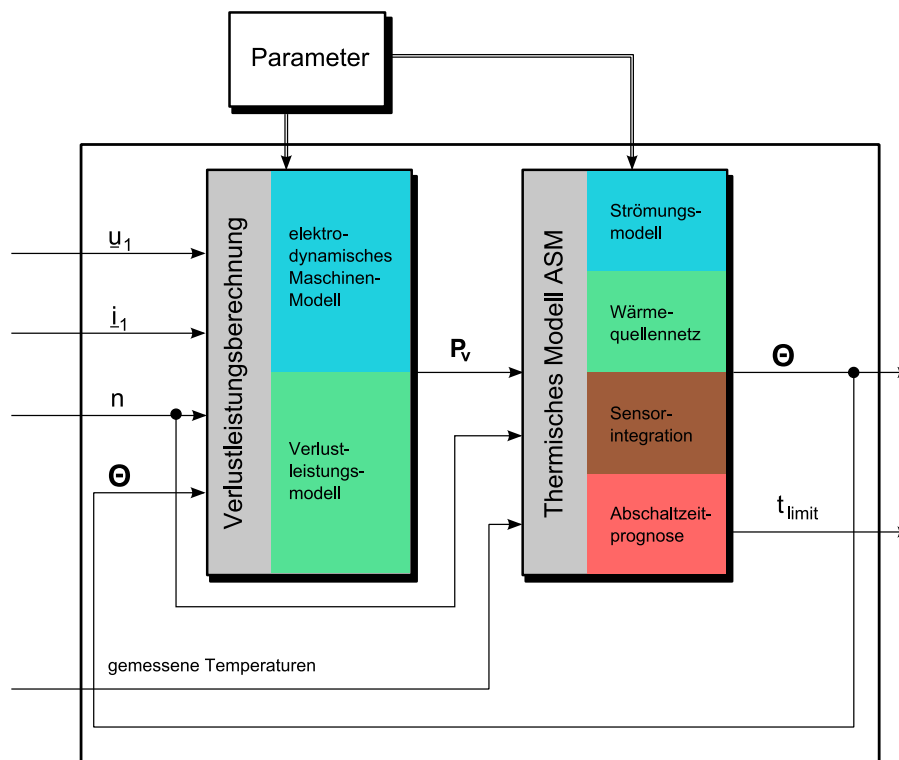 Parameter
u1
i1
n
Θ
Verlustleistungsberechnung
elektro-
dynamisches
Maschinen-
Modell
Verlust-
leistungs-
modell
Pv
Thermisches Modell ASM
Strömungs-
modell
Wärme-
quellennetz
Sensor-
integration
Abschaltzeit-
prognose
Θ
tlimit
gemessene Temperaturen